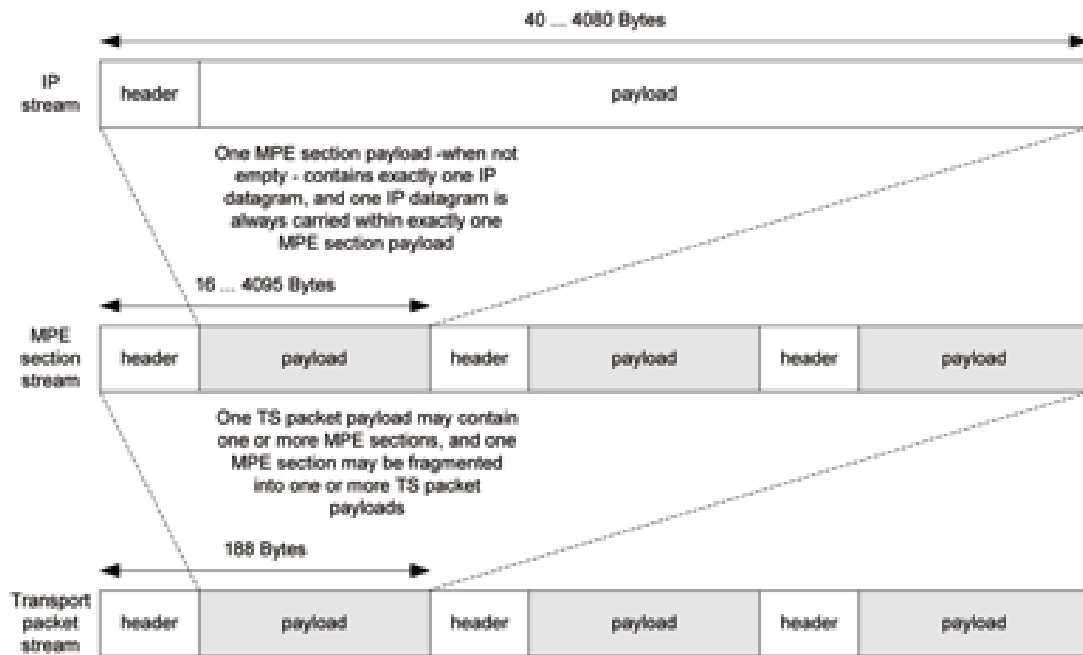 40 ... 4080 Bytes
IP
stream
header
payload
One MPE section payload -when not
empty - contains exactly one IP
datagram, and one IP datagram is
always carried within exactly one
MPE section payload
16 ... 4095 Bytes
MPE
section
stream
header
payload
header
payload
header
payload
One TS packet payload may contain
one or more MPE sections, and one
MPE section may be fragmented
into one or more TS packet
payloads
188 Bytes
Transport
packet
stream
header
payload
header
payload
header
payload